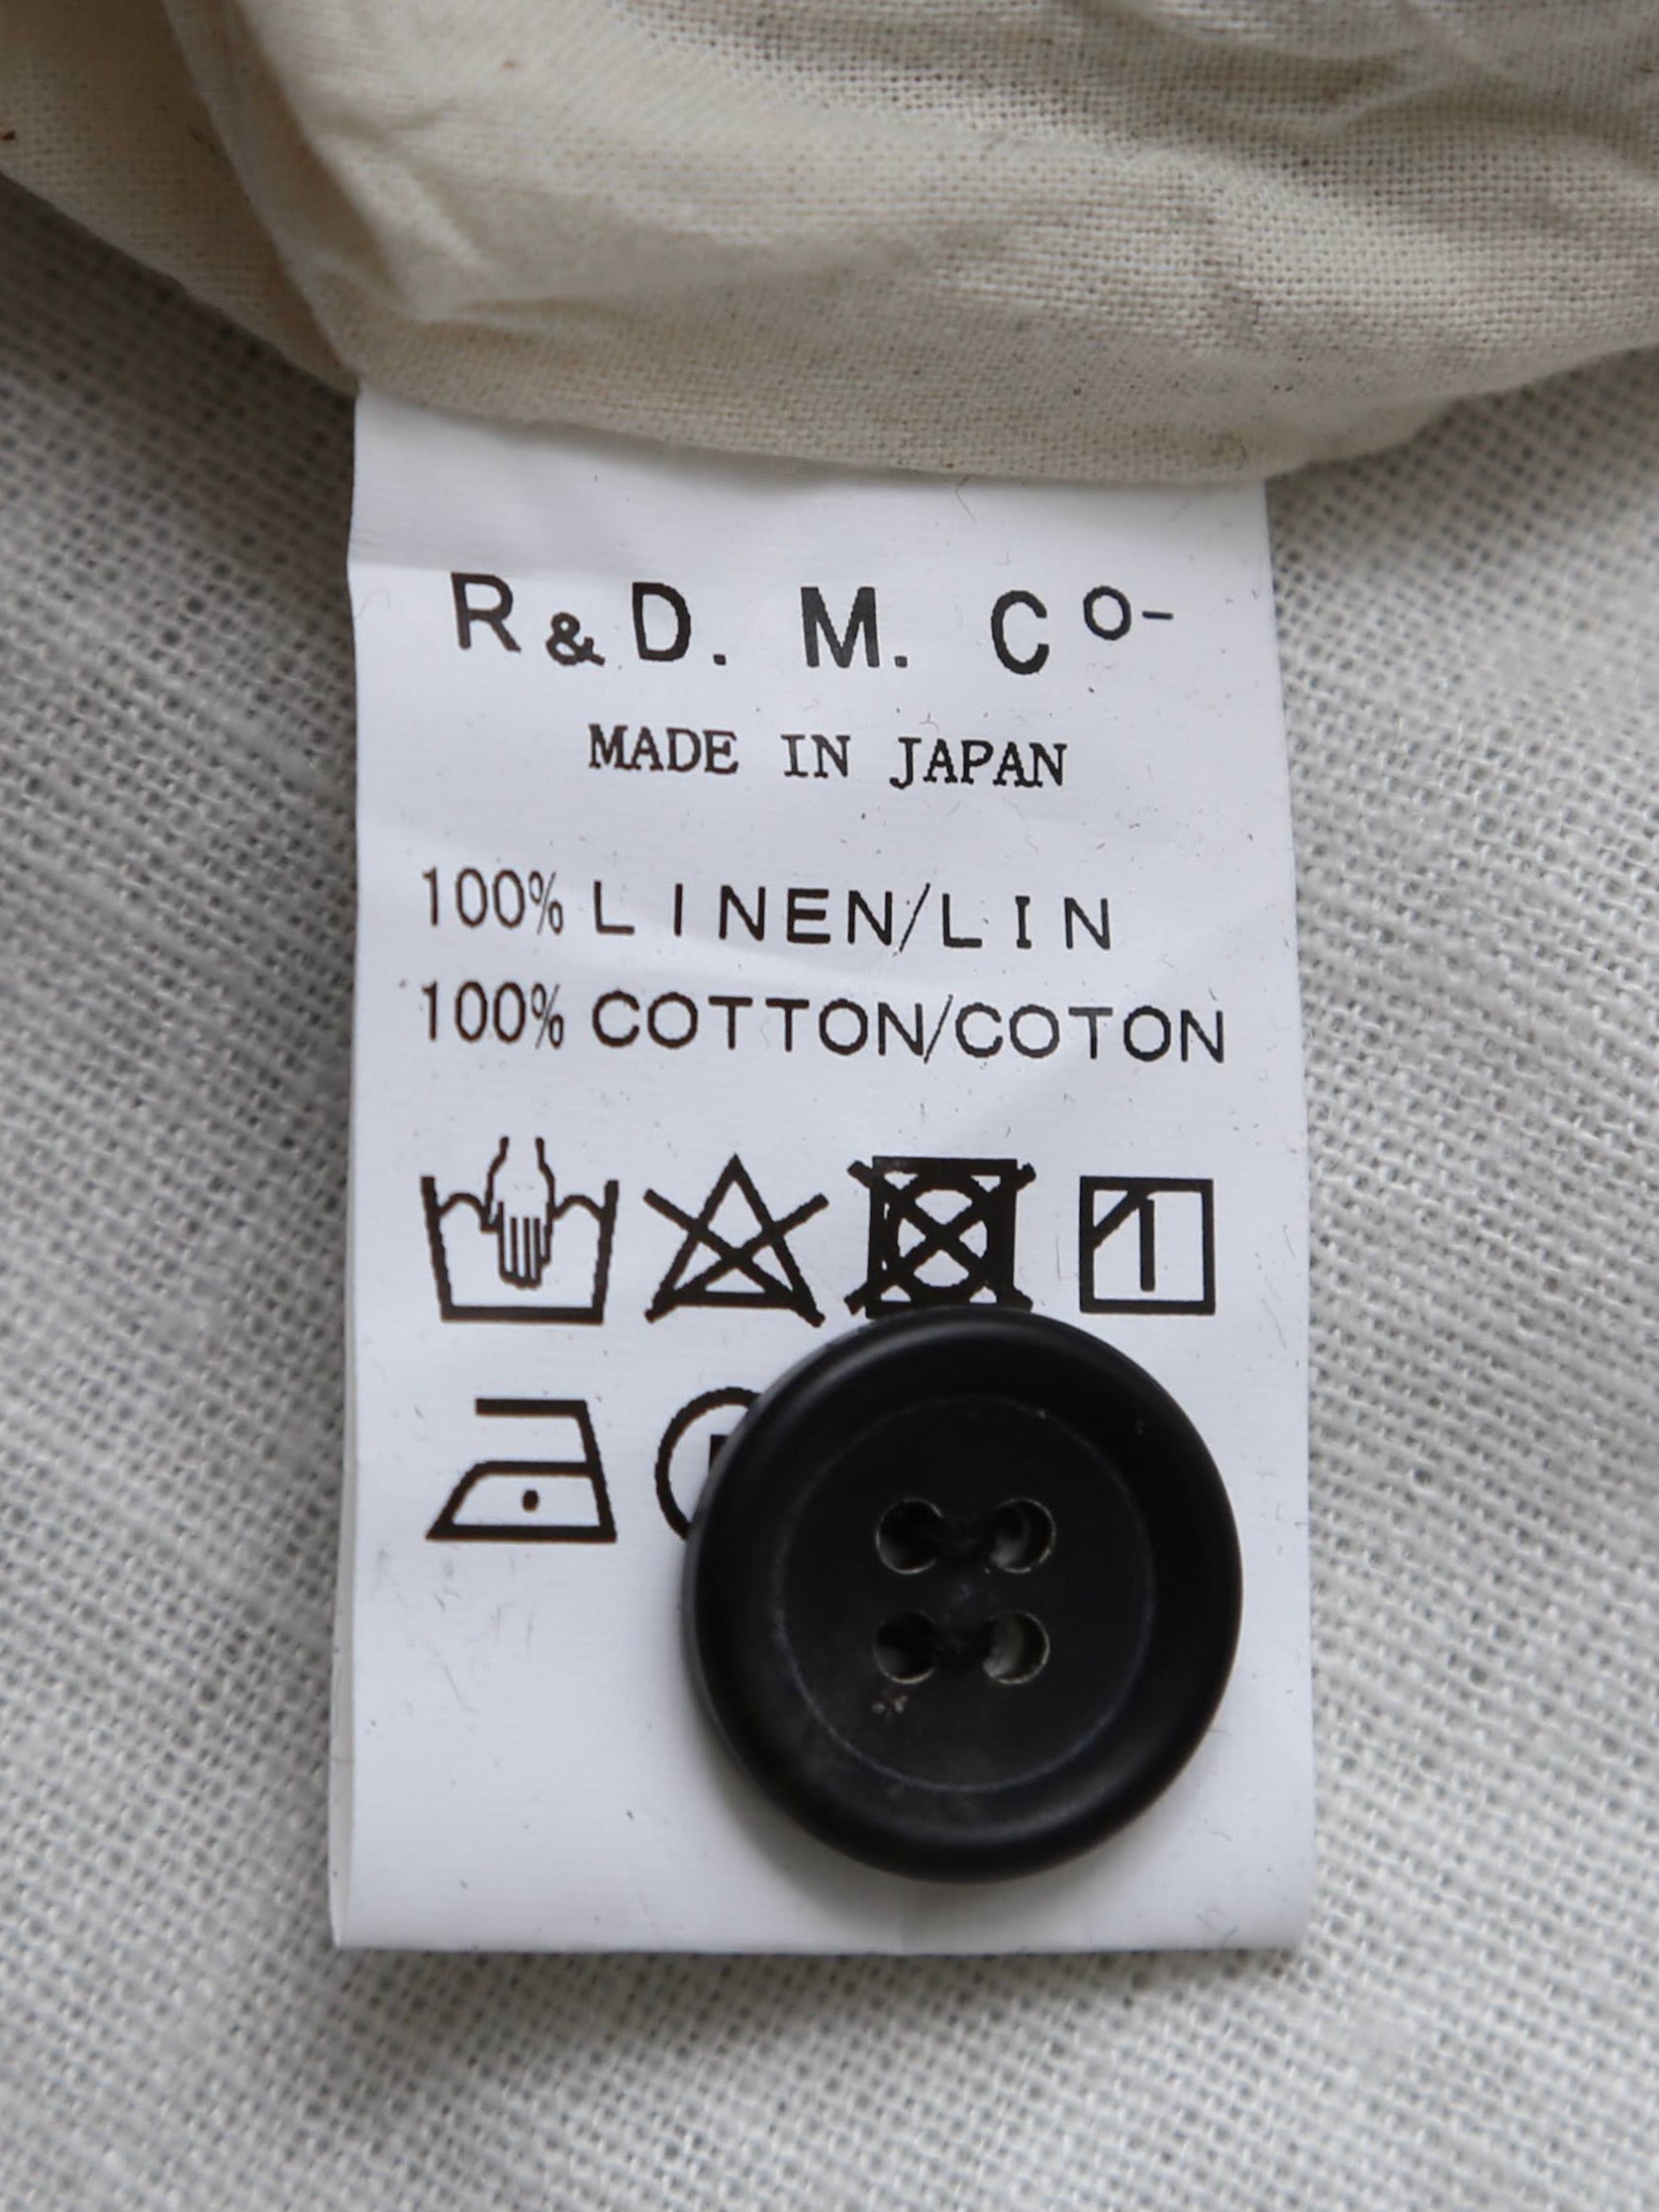 R&D. M. Cº-
MADE IN JAPAN
100% LINEN/LIN
100% COTTON/COTON